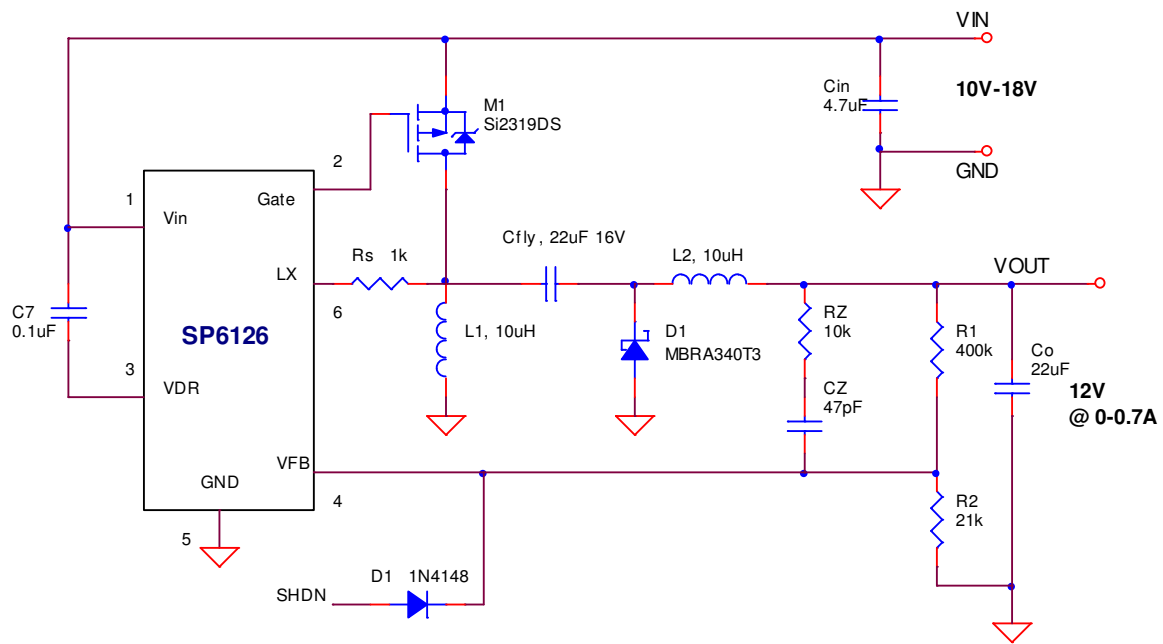 VIN
10V-18V
Cin
4.7uF
GND
M1
Si2319DS
2
1
Gate
Vin
Cfly, 22uF 16V
Rs 1k
L2, 10uH
VOUT
LX
6
C7
0.1uF
SP6126
L1, 10uH
D1
MBRA340T3
RZ
10k
R1
400k
Co
22uF
12V
@ 0-0.7A
3
VDR
CZ
47pF
VFB
GND
4
R2
21k
5
D1 1N4148
SHDN